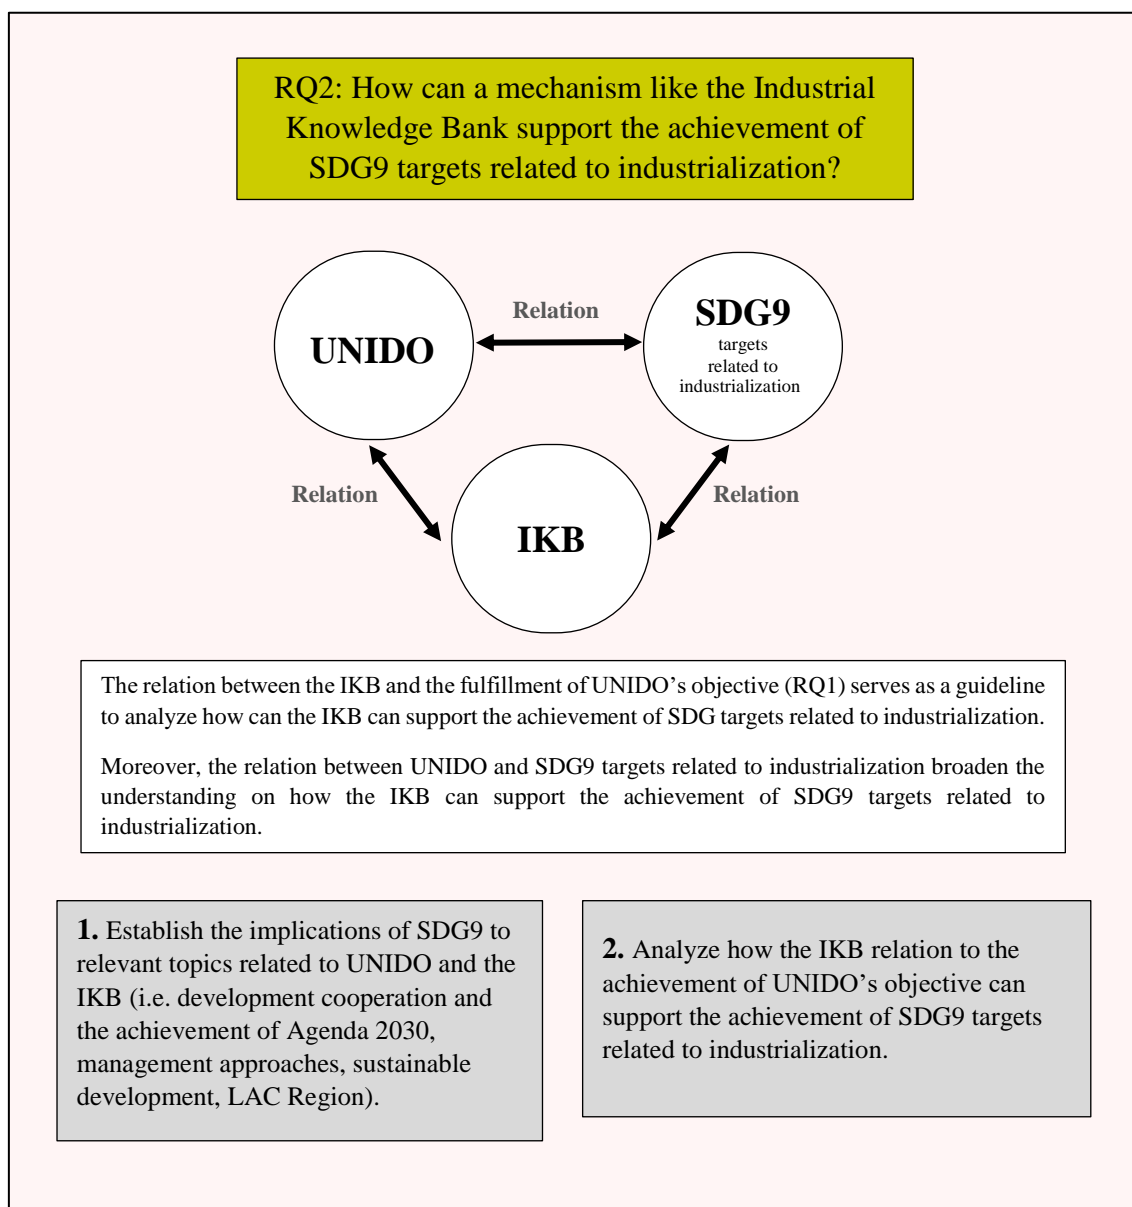 RQ2: How can a mechanism like the Industrial
Knowledge Bank support the achievement of
SDG9 targets related to industrialization?
Relation
UNIDO
SDG9
targets
related to
industrialization
Relation
Relation
IKB
The relation between the IKB and the fulfillment of UNIDO’s objective (RQ1) serves as a guideline
to analyze how can the IKB can support the achievement of SDG targets related to industrialization.
Moreover, the relation between UNIDO and SDG9 targets related to industrialization broaden the
understanding on how the IKB can support the achievement of SDG9 targets related to
industrialization.
1. Establish the implications of SDG9 to
relevant topics related to UNIDO and the
IKB (i.e. development cooperation and
the achievement of Agenda 2030,
management approaches, sustainable
development, LAC Region).
2. Analyze how the IKB relation to the
achievement of UNIDO’s objective can
support the achievement of SDG9 targets
related to industrialization.